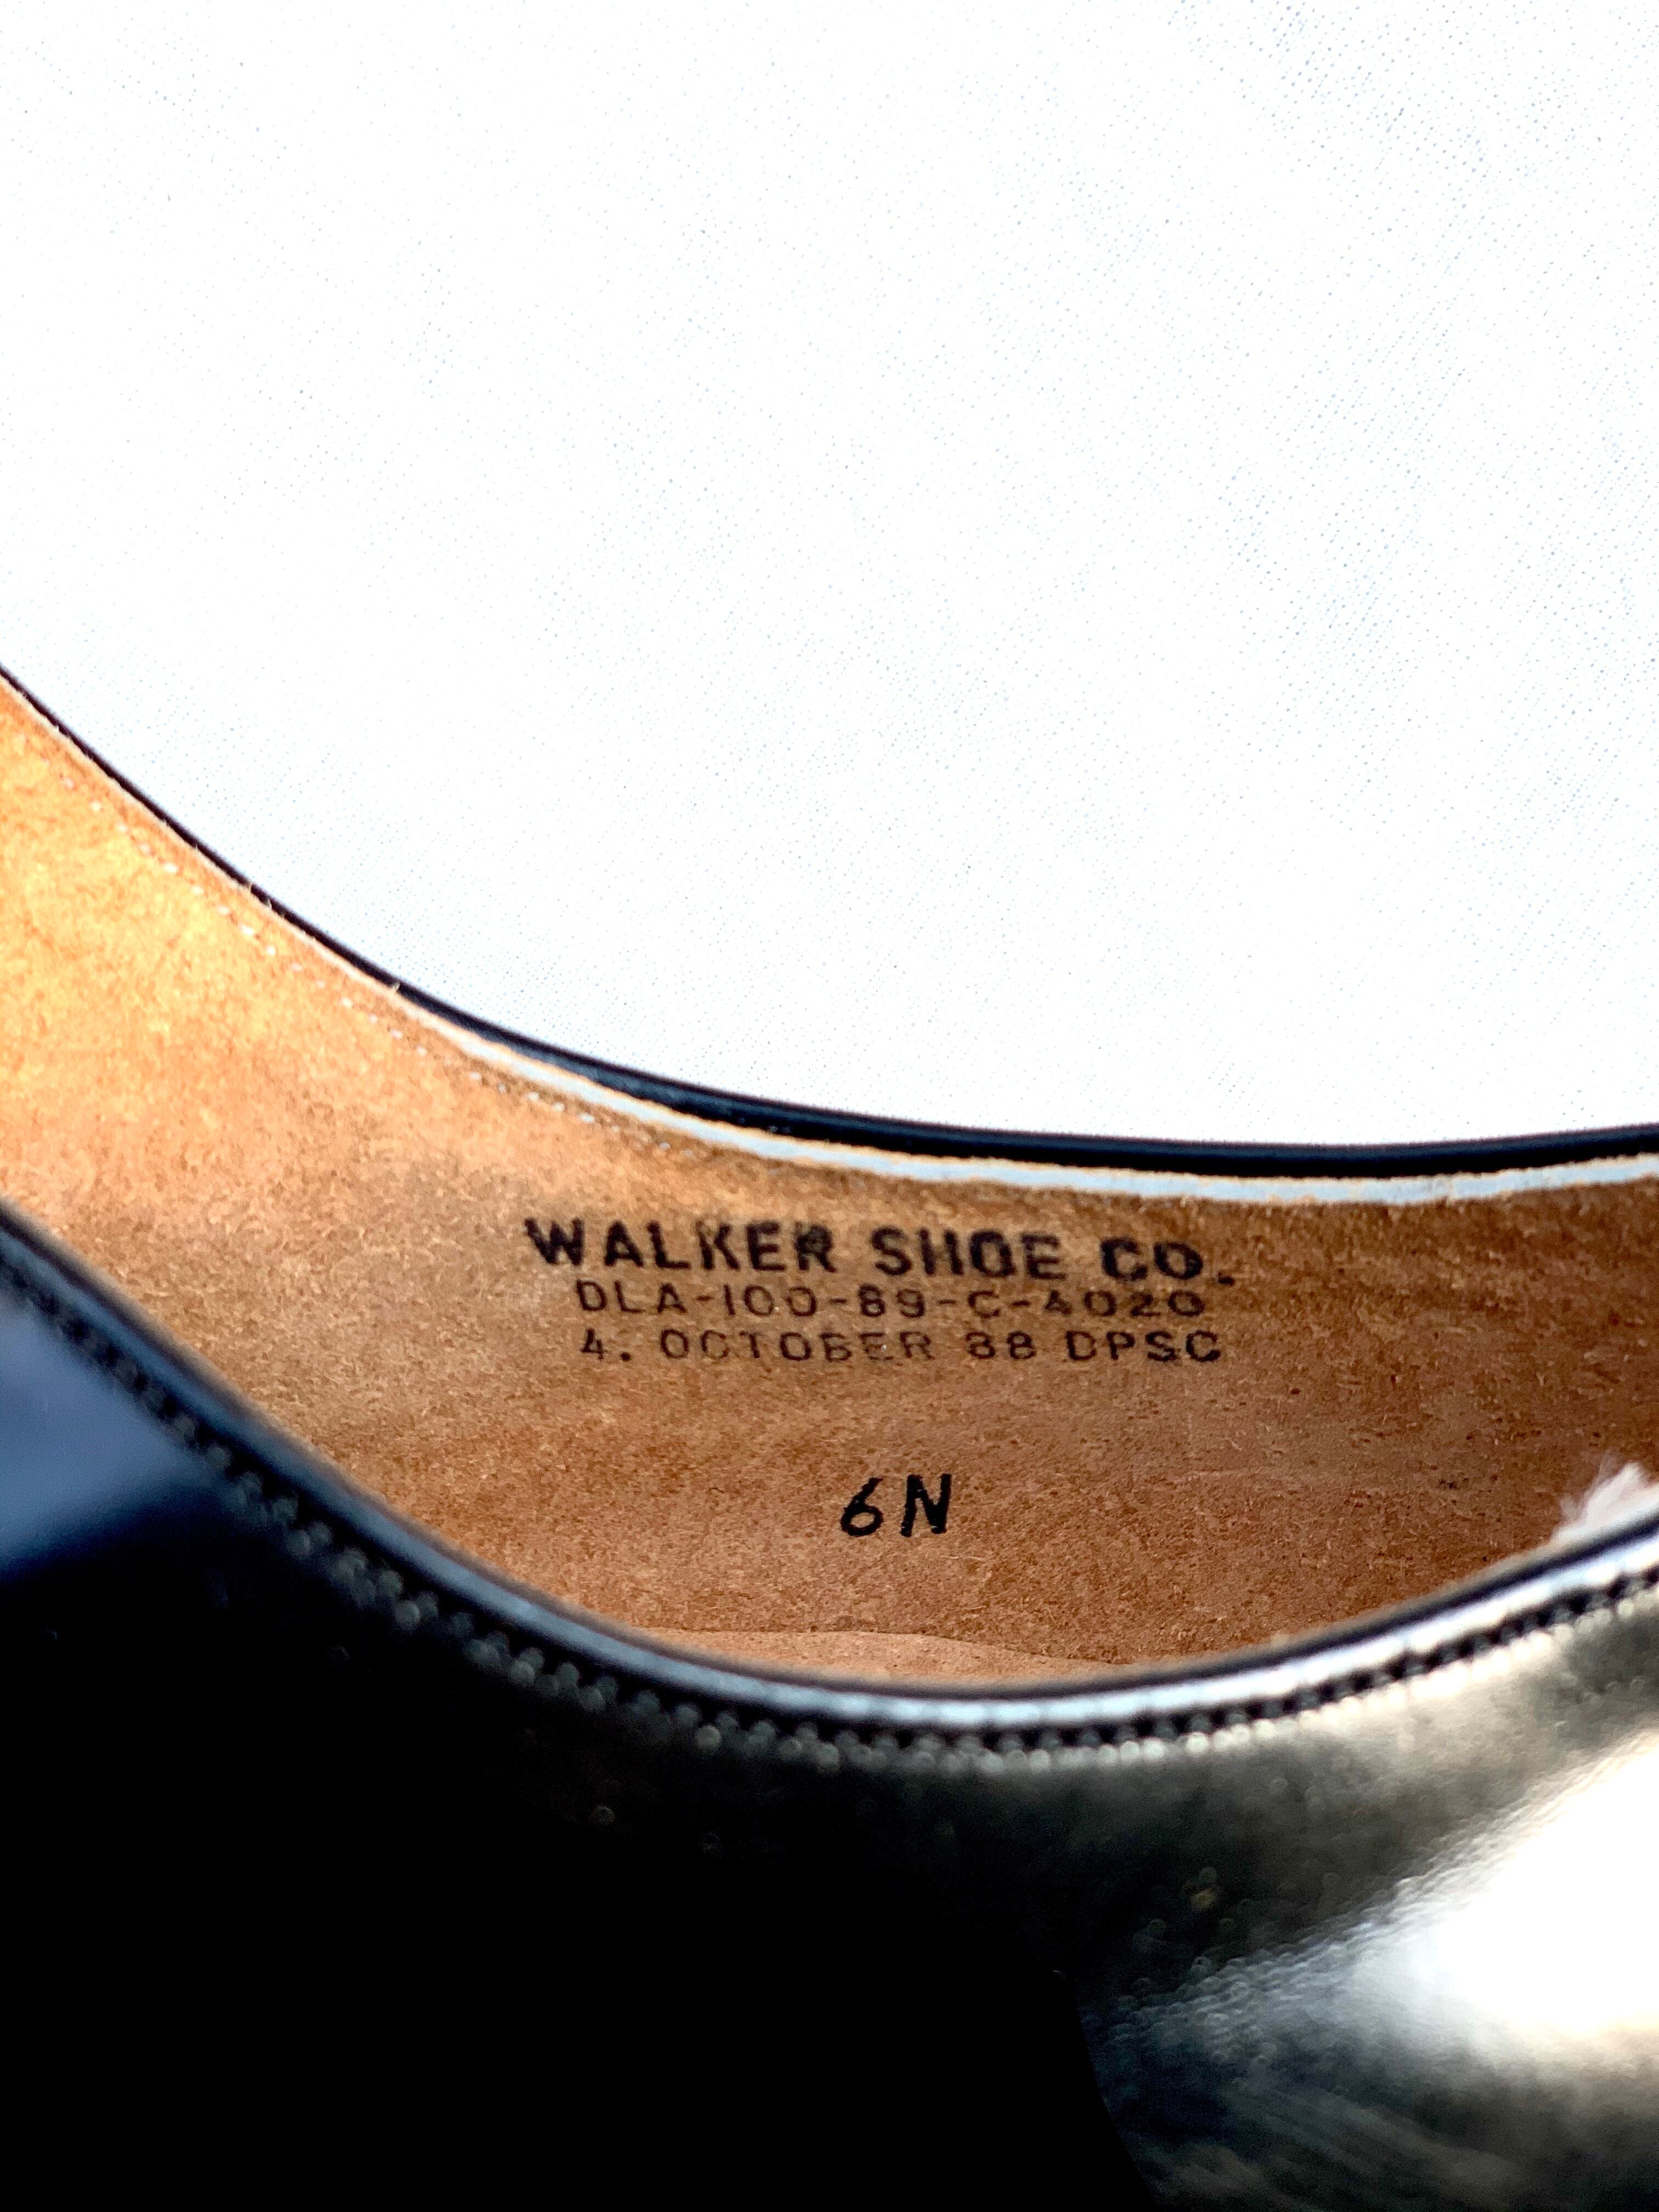 WALKER SHOE CO.
DLA-100-89-C-4020
4. OCTOBER 88 DPSC
6N